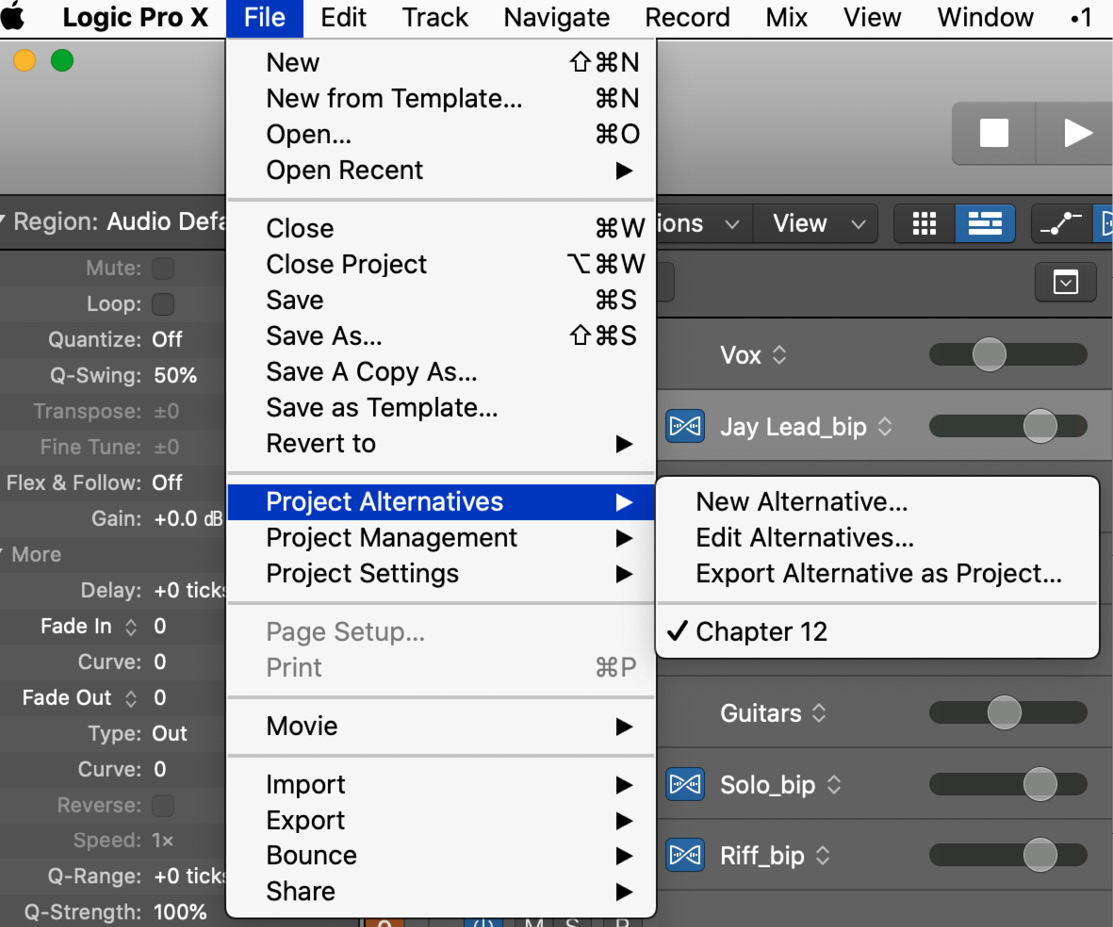 Logic Pro X File Edit Track Navigate Record Mix View Window •1
New ⇧⌘N
New from Template... ⌘N
Open... ⌘O
Open Recent ▶
Close ⌘W
Close Project ⌥⌘W
Save ⌘S
Save As... ⇧⌘S
Save A Copy As...
Save as Template...
Revert to ▶
Project Alternatives ▶
Project Management ▶
Project Settings ▶
Page Setup...
Print ⌘P
Movie ▶
Import ▶
Export ▶
Bounce ▶
Share ▶
New Alternative...
Edit Alternatives...
Export Alternative as Project...
✓ Chapter 12
Region: Audio Defa
Mute:
Loop:
Quantize: Off
Q-Swing: 50%
Transpose: ±0
Fine Tune: ±0
Flex & Follow: Off
Gain: +0.0 dB
More
Delay: +0 ticks
Fade In 0
Curve: 0
Fade Out 0
Type: Out
Curve: 0
Reverse:
Speed: 1×
Q-Range: +0 ticks
Q-Strength: 100%
ions View
Vox
Jay Lead_bip
Guitars
Solo_bip
Riff_bip
M S R